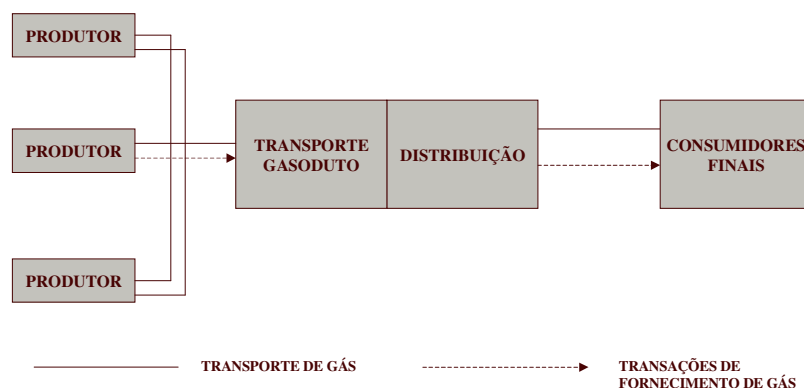 PRODUTOR
PRODUTOR
TRANSPORTE
GASODUTO
DISTRIBUIÇÃO
CONSUMIDORES
FINAIS
PRODUTOR
TRANSPORTE DE GÁS
TRANSAÇÕES DE
FORNECIMENTO DE GÁS